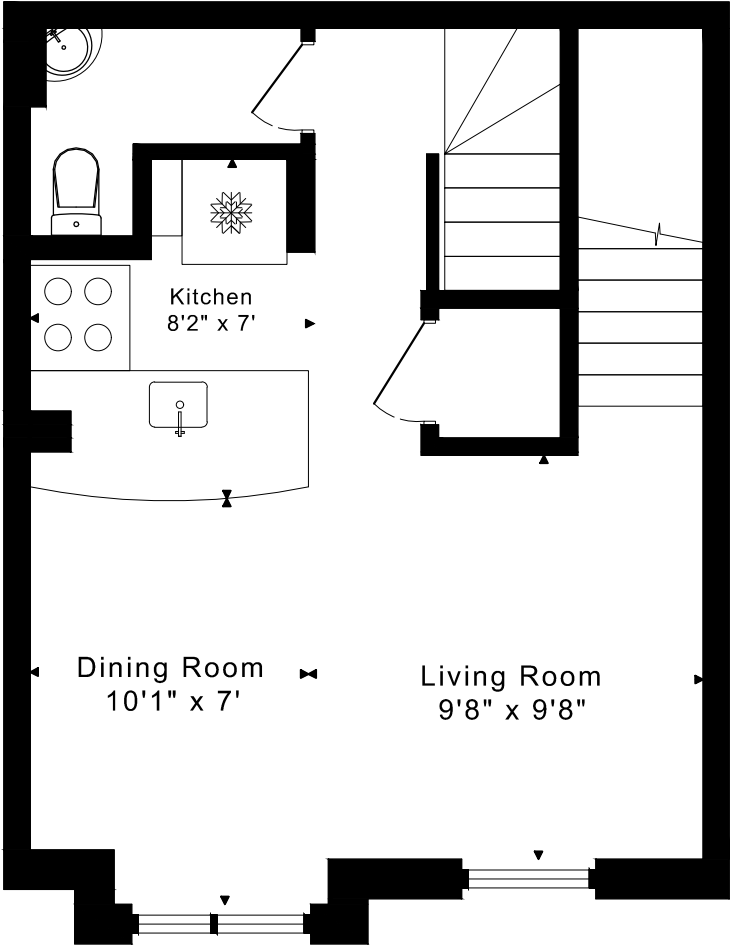 Kitchen
8'2" x 7'
Dining Room
10'1" x 7'
Living Room
9'8" x 9'8"